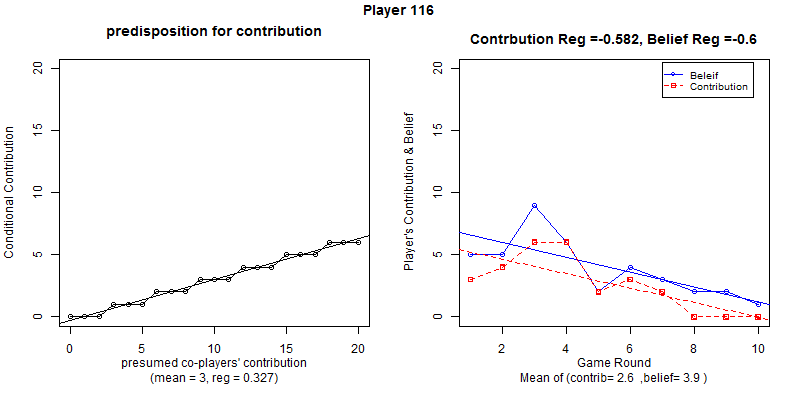 Player 116
predisposition for contribution
Conditional Contribution
20
15
10
5
0
0 5 10 15 20
presumed co-players' contribution
(mean = 3, reg = 0.327)
Contrbution Reg =-0.582, Belief Reg =-0.6
Player's Contribution & Belief
20
15
10
5
0
Beleif
Contribution
2 4 6 8 10
Game Round
Mean of (contrib= 2.6 ,belief= 3.9 )